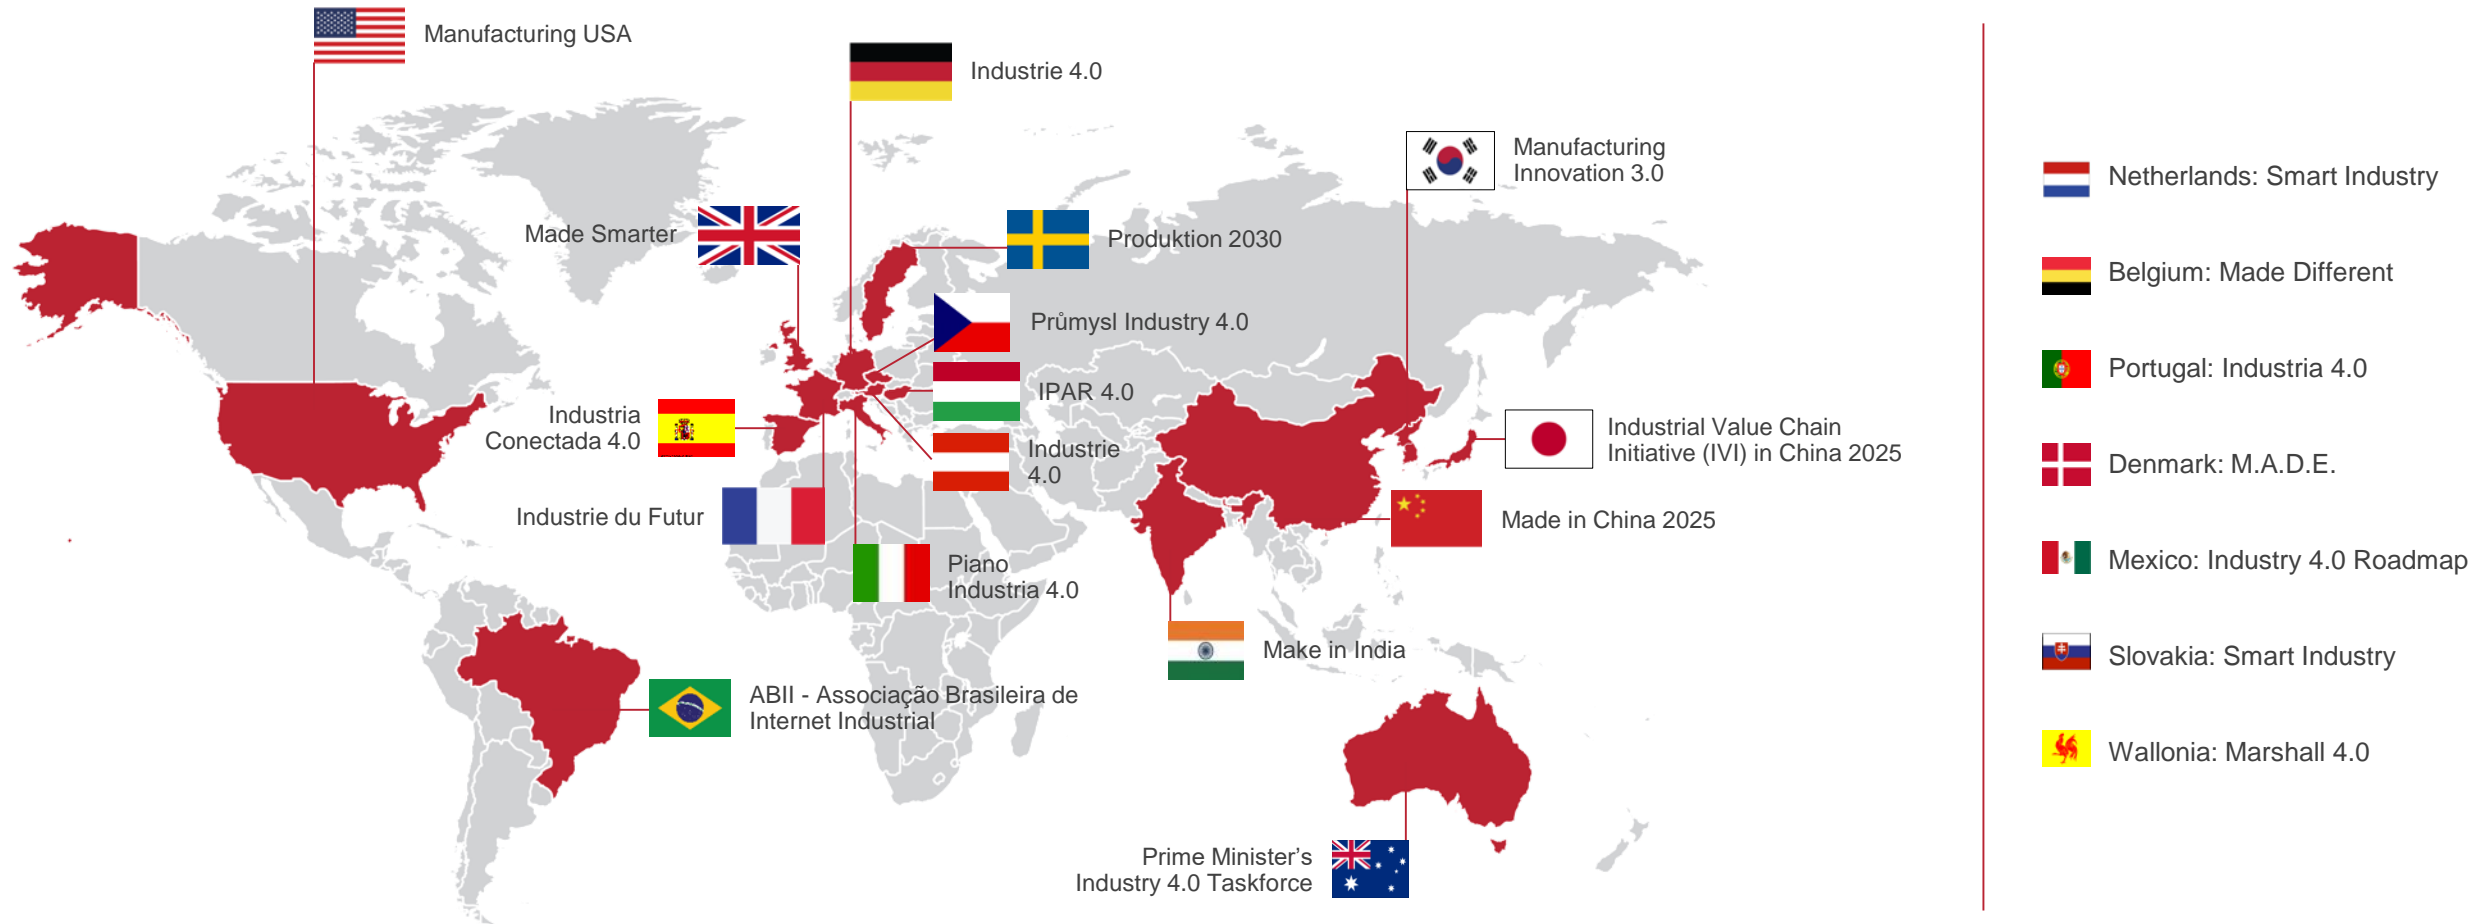 Manufacturing USA
Industrie 4.0
Manufacturing
Innovation 3.0
Made Smarter
Produktion 2030
Průmysl Industry 4.0
IPAR 4.0
Industria
Conectada 4.0
Industrie
4.0
Industrial Value Chain
Initiative (IVI) in China 2025
Industrie du Futur
Made in China 2025
Piano
Industria 4.0
Make in India
ABII - Associação Brasileira de
Internet Industrial
Prime Minister’s
Industry 4.0 Taskforce
Netherlands: Smart Industry
Belgium: Made Different
Portugal: Industria 4.0
Denmark: M.A.D.E.
Mexico: Industry 4.0 Roadmap
Slovakia: Smart Industry
Wallonia: Marshall 4.0